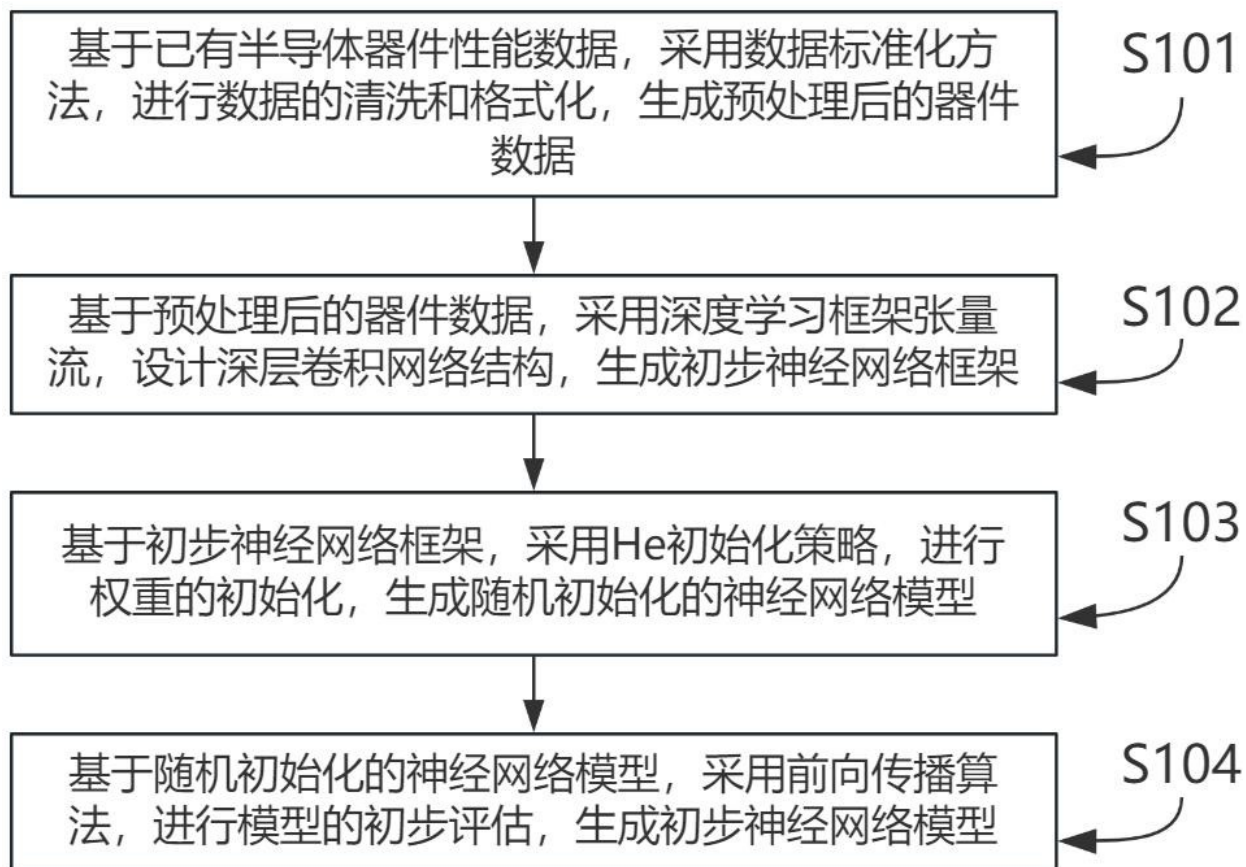 基于已有半导体器件性能数据，采用数据标准化方
法，进行数据的清洗和格式化，生成预处理后的器件
数据
S101
基于预处理后的器件数据，采用深度学习框架张量
流，设计深层卷积网络结构，生成初步神经网络框架
S102
基于初步神经网络框架，采用He初始化策略，进行
权重的初始化，生成随机初始化的神经网络模型
S103
基于随机初始化的神经网络模型，采用前向传播算
法，进行模型的初步评估，生成初步神经网络模型
S104